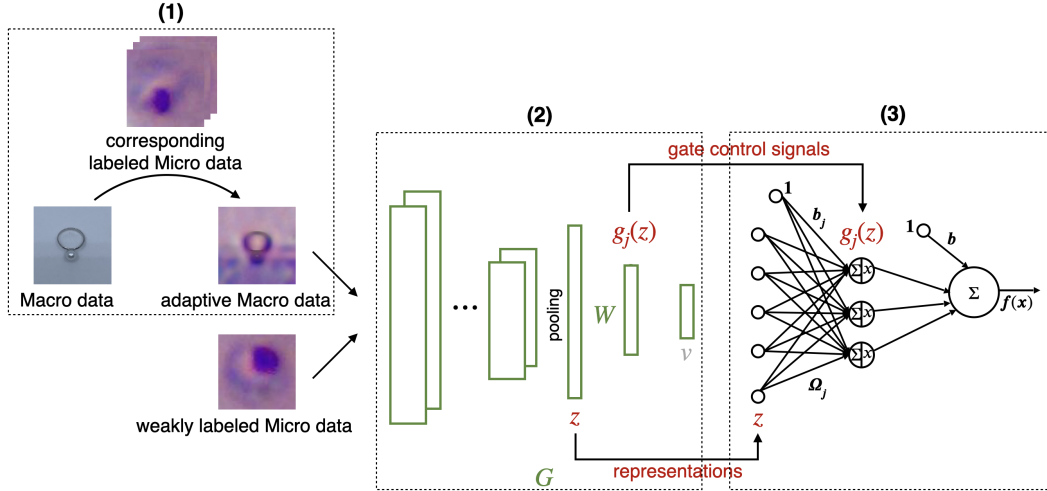 (1)
corresponding
labeled Micro data
Macro data
adaptive Macro data
weakly labeled Micro data
(2)
...
pooling
g_j(z)
W
v
z
G
gate control signals
representations
(3)
1
b_j
g_j(z)
1
b
Σ x
Σ x
Σ x
Σ
f(x)
Ω_j
z